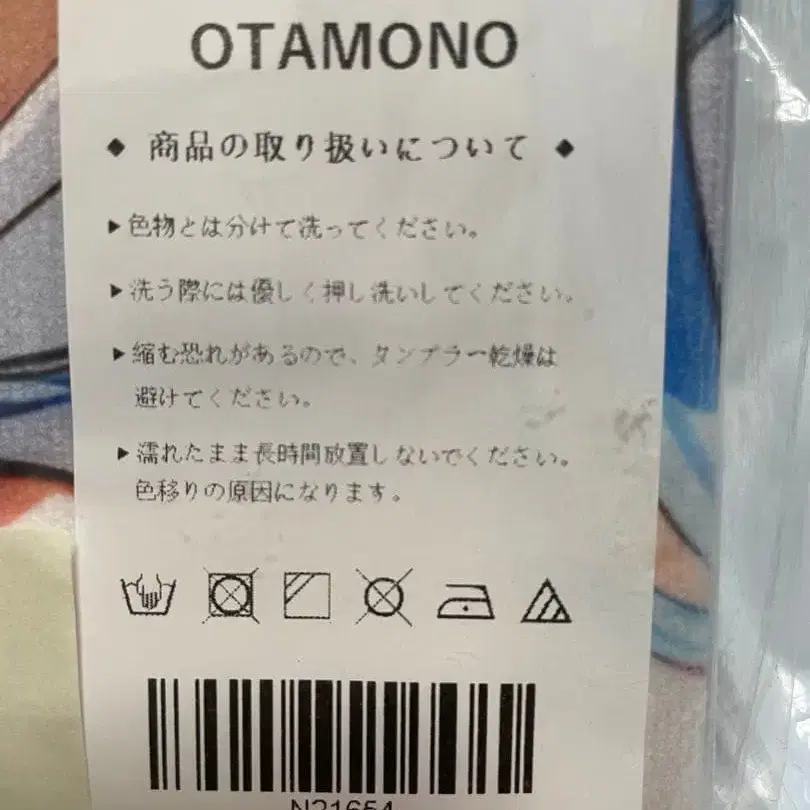 OTAMONO
◆ 商品の取り扱いについて ◆
▶色物とは分けて洗ってください。
▶洗う際には優しく押し洗いしてください。
▶縮む恐れがあるので、タンブラー乾燥は
避けてください。
▶濡れたまま長時間放置しないでください。
色移りの原因になります。
N21654